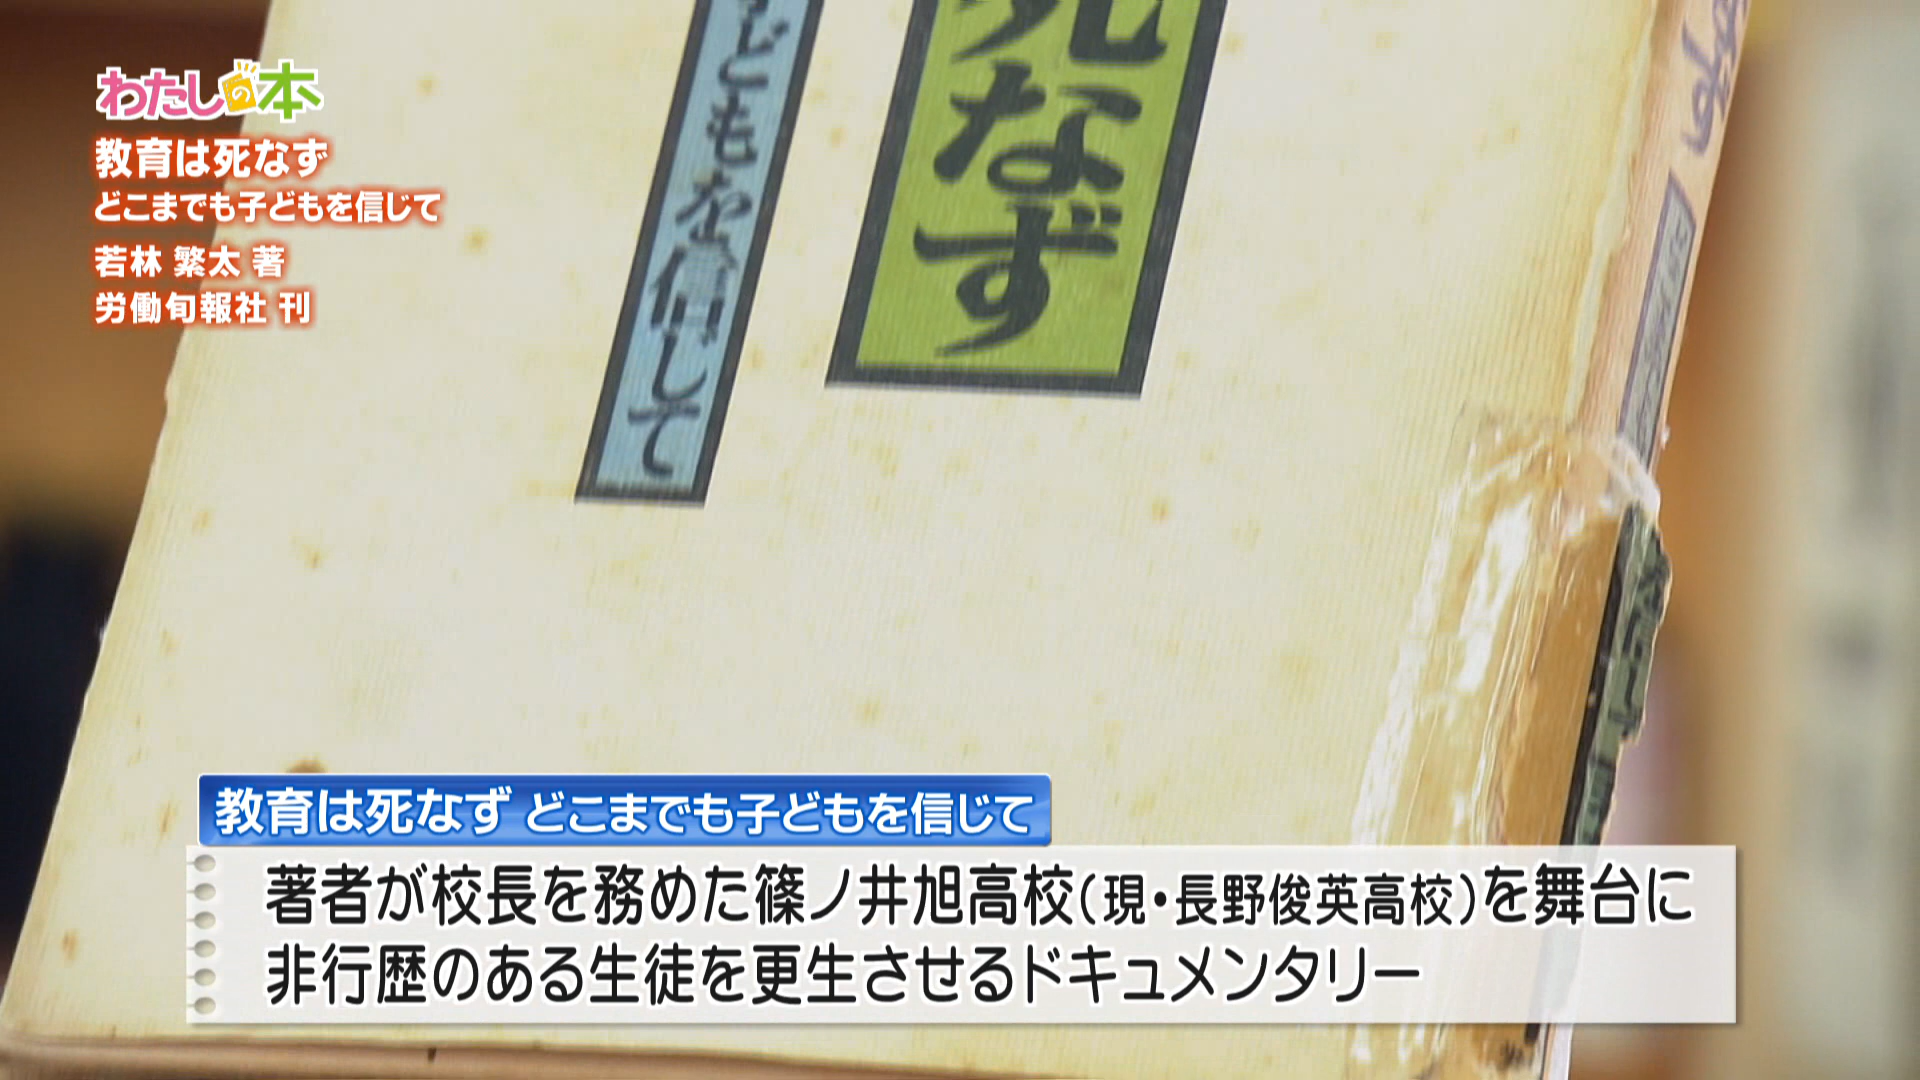 わたしの本
教育は死なず
どこまでも子どもを信じて
若林 繁太 著
労働旬報社 刊
死なず
子どもを信じて
教育は死なず どこまでも子どもを信じて
著者が校長を務めた篠ノ井旭高校(現・長野俊英高校)を舞台に
非行歴のある生徒を更生させるドキュメンタリー